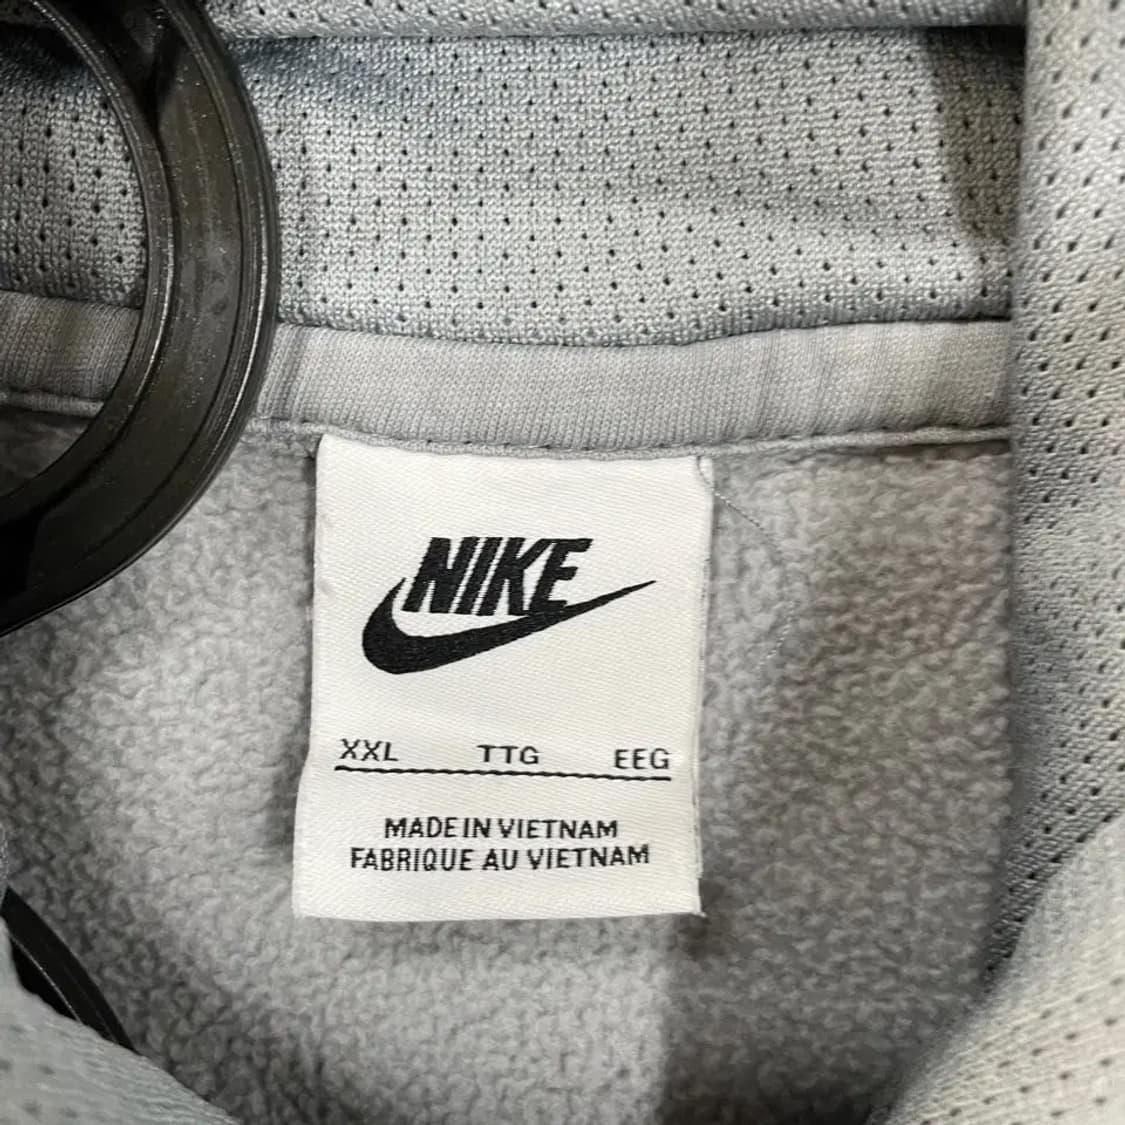 NIKE
XXL TTG EEG
MADE IN VIETNAM
FABRIQUE AU VIETNAM